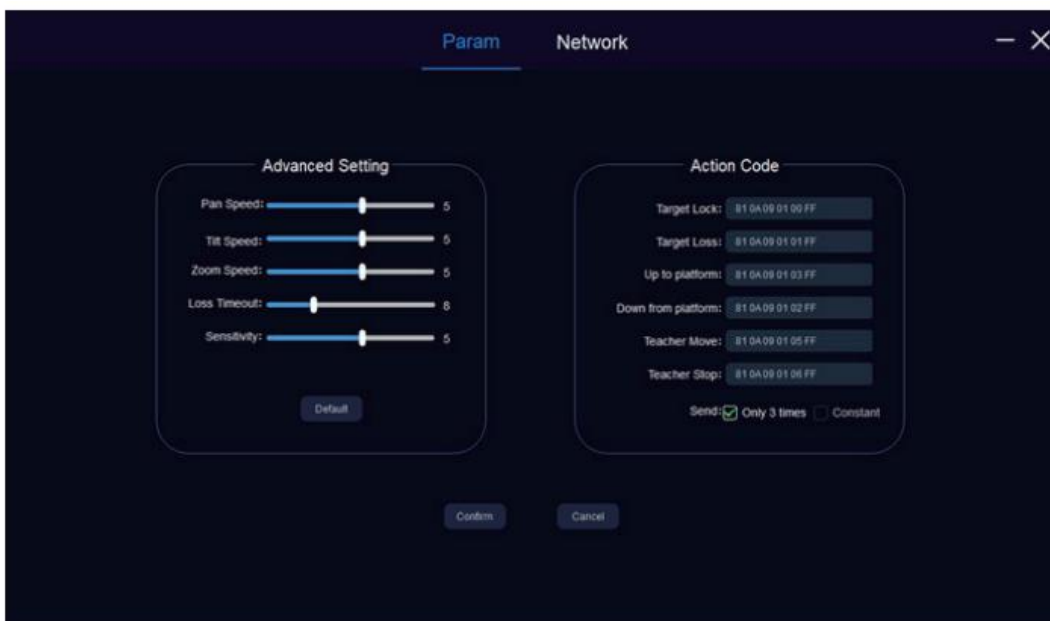 Param Network
Advanced Setting
Pan Speed: 5
Tilt Speed: 5
Zoom Speed: 5
Loss Timeout: 6
Sensitivity: 5
Default
Action Code
Target Lock: 81 0A 09 01 00 FF
Target Loss: 81 0A 09 01 01 FF
Up to platform: 81 0A 09 01 03 FF
Down from platform: 81 0A 09 01 02 FF
Teacher Move: 81 0A 09 01 05 FF
Teacher Stop: 81 0A 09 01 06 FF
Send: Only 3 times Constant
Confirm Cancel